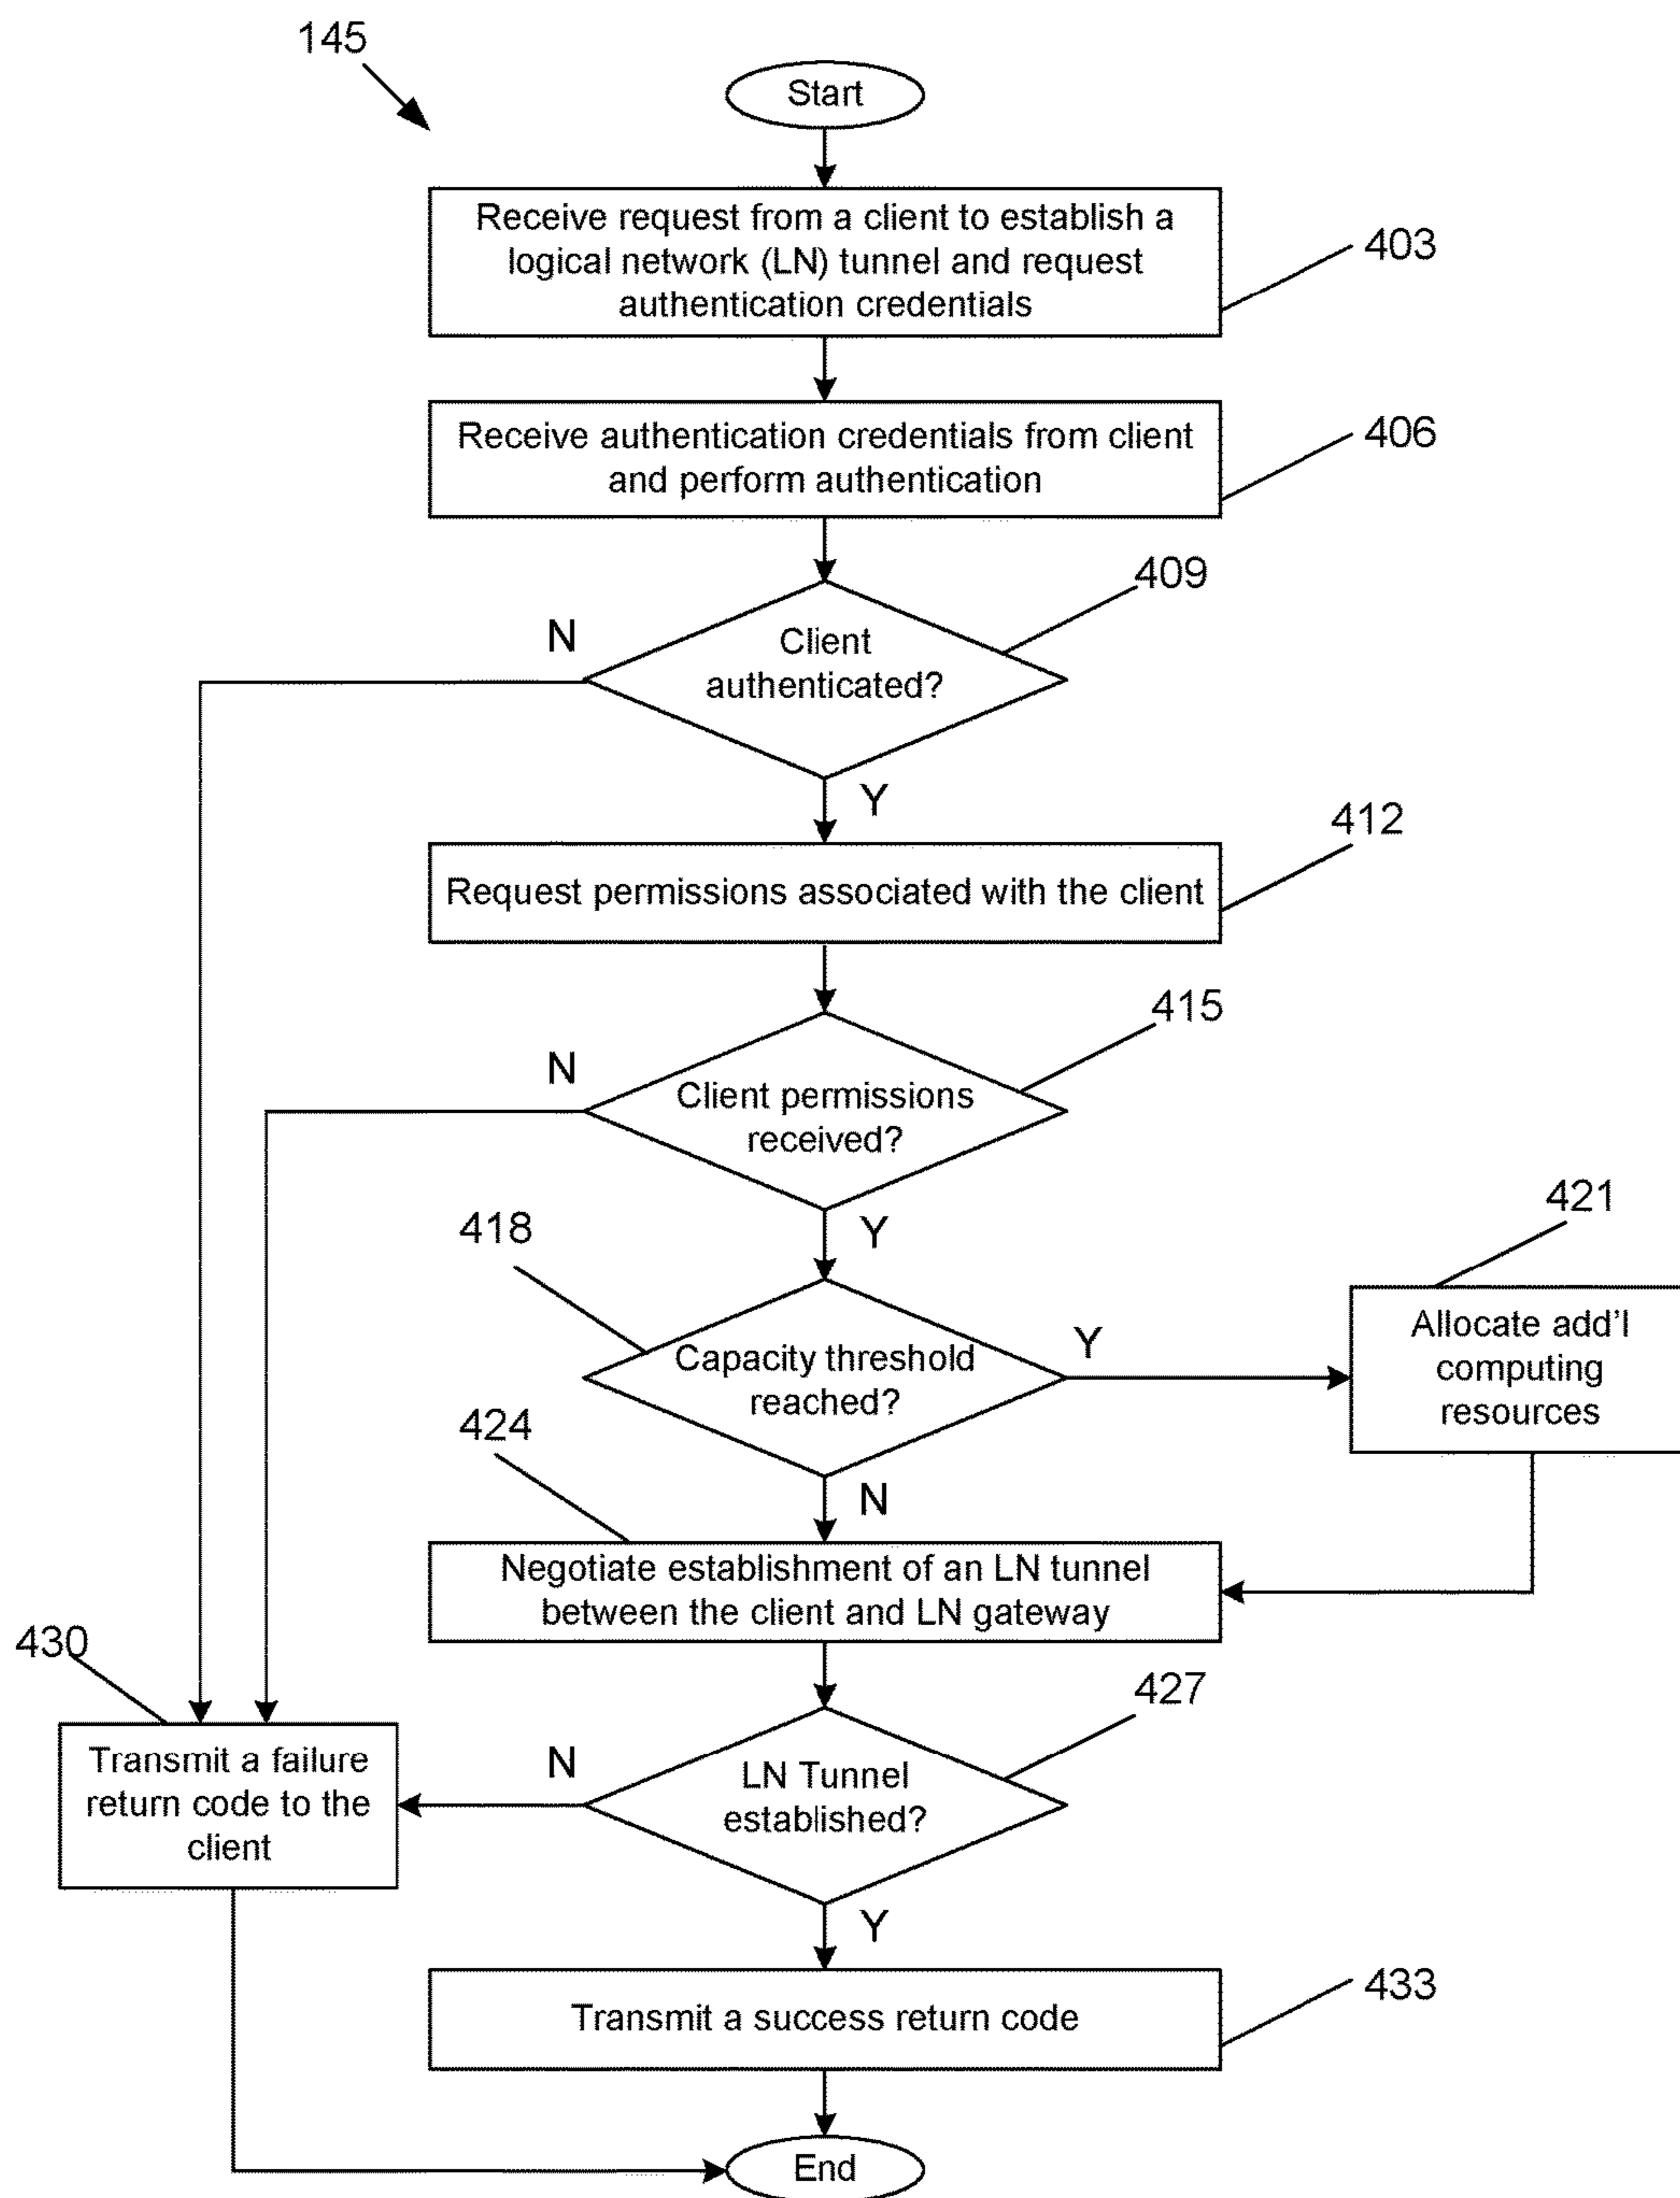 145
Start
Receive request from a client to establish a
logical network (LN) tunnel and request
authentication credentials
403
Receive authentication credentials from client
and perform authentication
406
409
N
Client
authenticated?
Y
412
Request permissions associated with the client
415
N
Client permissions
received?
Y
418
421
Capacity threshold
reached?
Y
Allocate add'l
computing
resources
424
N
Negotiate establishment of an LN tunnel
between the client and LN gateway
430
427
Transmit a failure
return code to the
client
N
LN Tunnel
established?
Y
433
Transmit a success return code
End